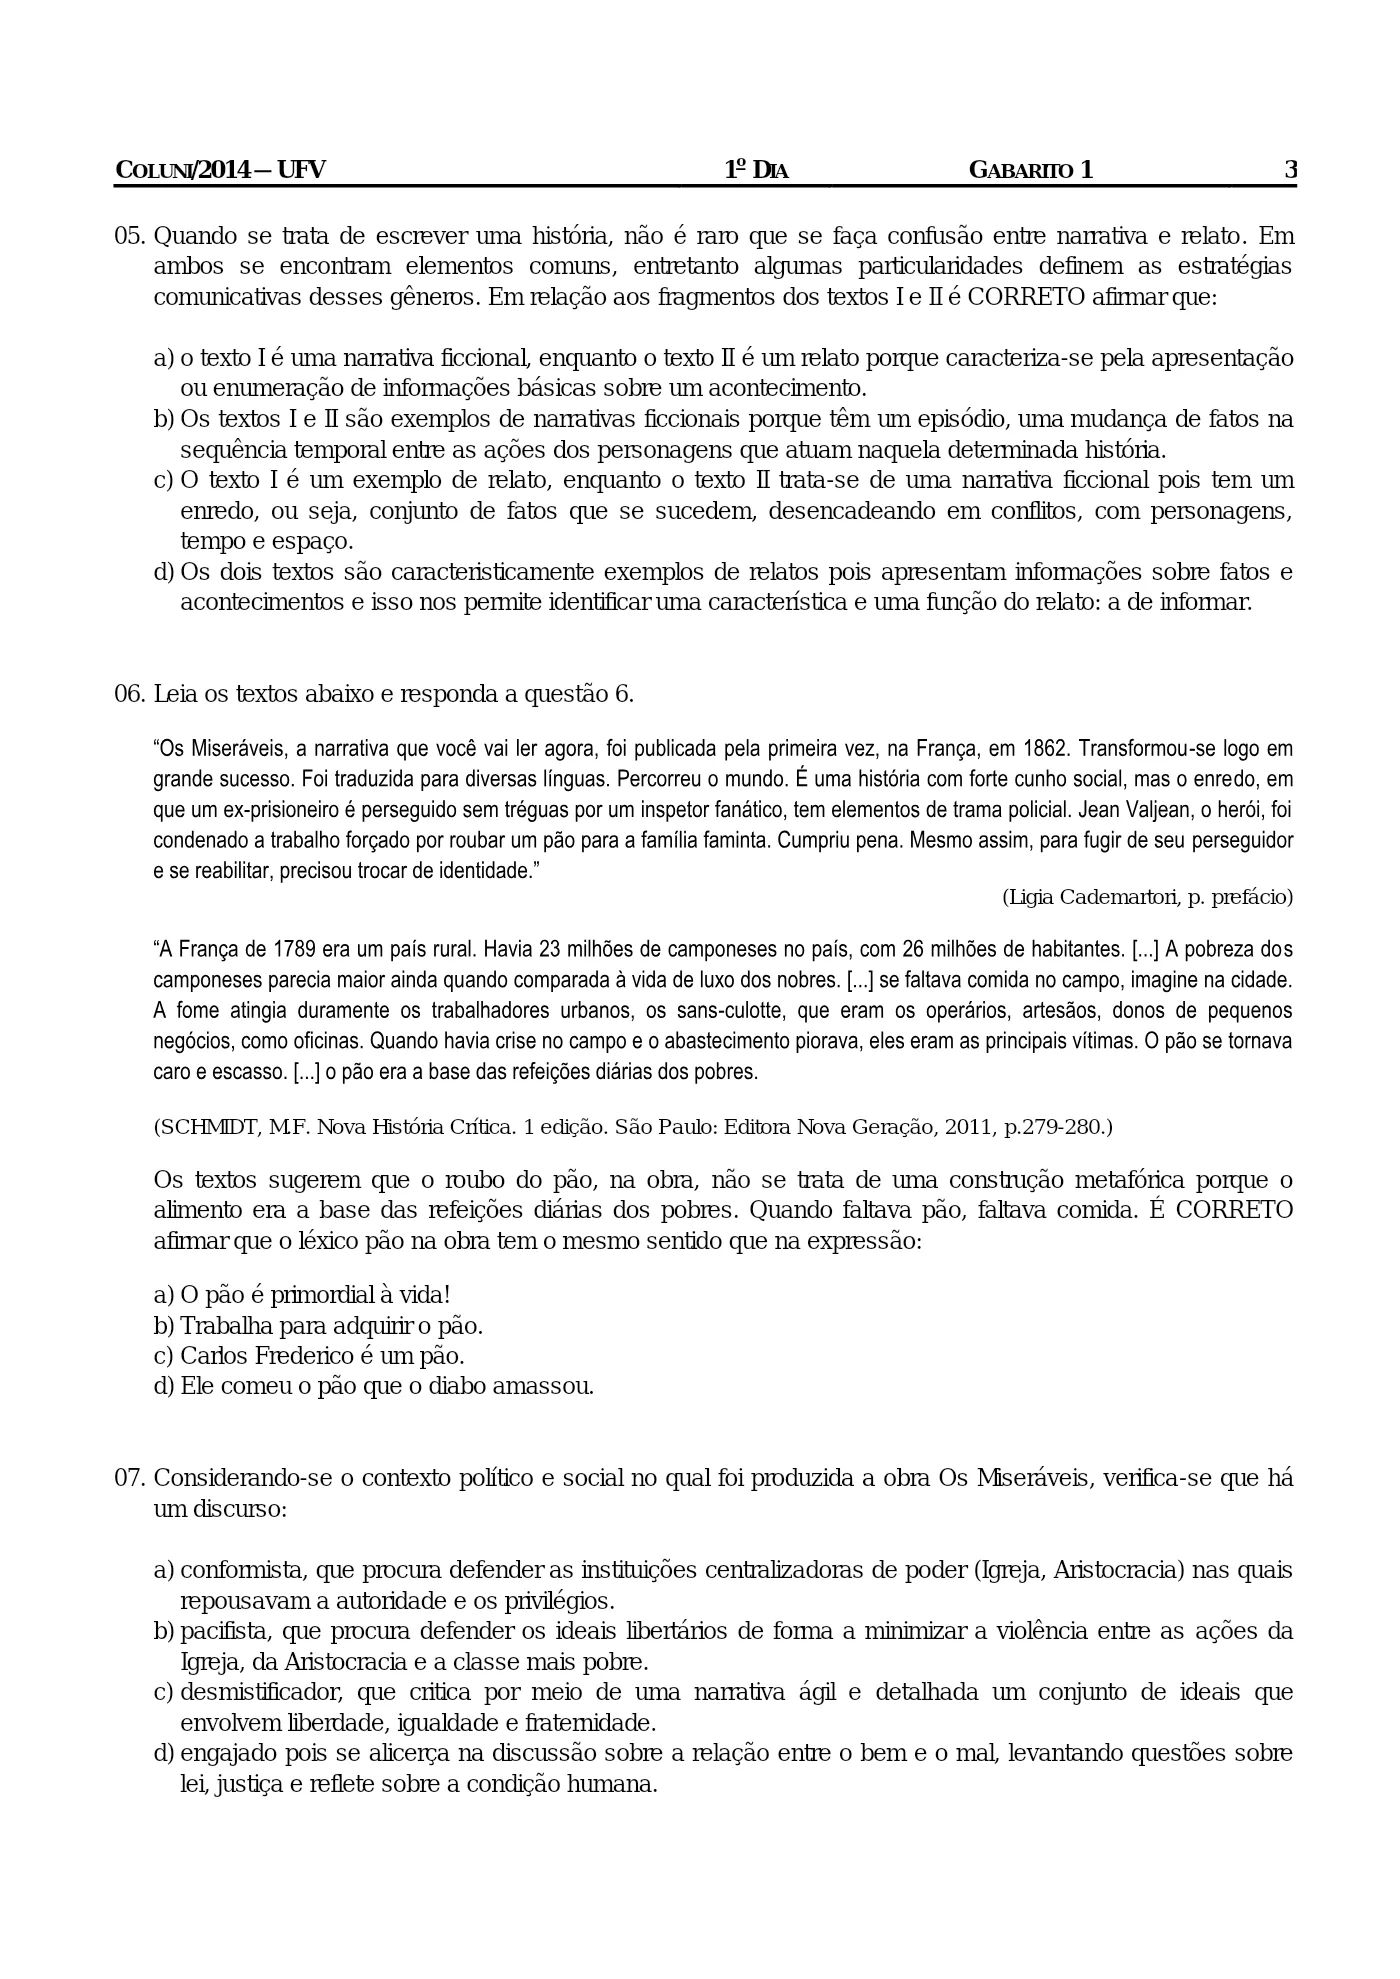 COLUNI/2014 — UFV 1º DIA GABARITO 1 3
05. Quando se trata de escrever uma história, não é raro que se faça confusão entre narrativa e relato. Em
ambos se encontram elementos comuns, entretanto algumas particularidades definem as estratégias
comunicativas desses gêneros. Em relação aos fragmentos dos textos I e II é CORRETO afirmar que:
a) o texto I é uma narrativa ficcional, enquanto o texto II é um relato porque caracteriza-se pela apresentação
ou enumeração de informações básicas sobre um acontecimento.
b) Os textos I e II são exemplos de narrativas ficcionais porque têm um episódio, uma mudança de fatos na
sequência temporal entre as ações dos personagens que atuam naquela determinada história.
c) O texto I é um exemplo de relato, enquanto o texto II trata-se de uma narrativa ficcional pois tem um
enredo, ou seja, conjunto de fatos que se sucedem, desencadeando em conflitos, com personagens,
tempo e espaço.
d) Os dois textos são caracteristicamente exemplos de relatos pois apresentam informações sobre fatos e
acontecimentos e isso nos permite identificar uma característica e uma função do relato: a de informar.
06. Leia os textos abaixo e responda a questão 6.
“Os Miseráveis, a narrativa que você vai ler agora, foi publicada pela primeira vez, na França, em 1862. Transformou-se logo em
grande sucesso. Foi traduzida para diversas línguas. Percorreu o mundo. É uma história com forte cunho social, mas o enredo, em
que um ex-prisioneiro é perseguido sem tréguas por um inspetor fanático, tem elementos de trama policial. Jean Valjean, o herói, foi
condenado a trabalho forçado por roubar um pão para a família faminta. Cumpriu pena. Mesmo assim, para fugir de seu perseguidor
e se reabilitar, precisou trocar de identidade.”
(Ligia Cademartori, p. prefácio)
“A França de 1789 era um país rural. Havia 23 milhões de camponeses no país, com 26 milhões de habitantes. [...] A pobreza dos
camponeses parecia maior ainda quando comparada à vida de luxo dos nobres. [...] se faltava comida no campo, imagine na cidade.
A fome atingia duramente os trabalhadores urbanos, os sans-culotte, que eram os operários, artesãos, donos de pequenos
negócios, como oficinas. Quando havia crise no campo e o abastecimento piorava, eles eram as principais vítimas. O pão se tornava
caro e escasso. [...] o pão era a base das refeições diárias dos pobres.
(SCHMIDT, M.F. Nova História Crítica. 1 edição. São Paulo: Editora Nova Geração, 2011, p.279-280.)
Os textos sugerem que o roubo do pão, na obra, não se trata de uma construção metafórica porque o
alimento era a base das refeições diárias dos pobres. Quando faltava pão, faltava comida. É CORRETO
afirmar que o léxico pão na obra tem o mesmo sentido que na expressão:
a) O pão é primordial à vida!
b) Trabalha para adquirir o pão.
c) Carlos Frederico é um pão.
d) Ele comeu o pão que o diabo amassou.
07. Considerando-se o contexto político e social no qual foi produzida a obra Os Miseráveis, verifica-se que há
um discurso:
a) conformista, que procura defender as instituições centralizadoras de poder (Igreja, Aristocracia) nas quais
repousavam a autoridade e os privilégios.
b) pacifista, que procura defender os ideais libertários de forma a minimizar a violência entre as ações da
Igreja, da Aristocracia e a classe mais pobre.
c) desmistificador, que critica por meio de uma narrativa ágil e detalhada um conjunto de ideais que
envolvem liberdade, igualdade e fraternidade.
d) engajado pois se alicerça na discussão sobre a relação entre o bem e o mal, levantando questões sobre
lei, justiça e reflete sobre a condição humana.